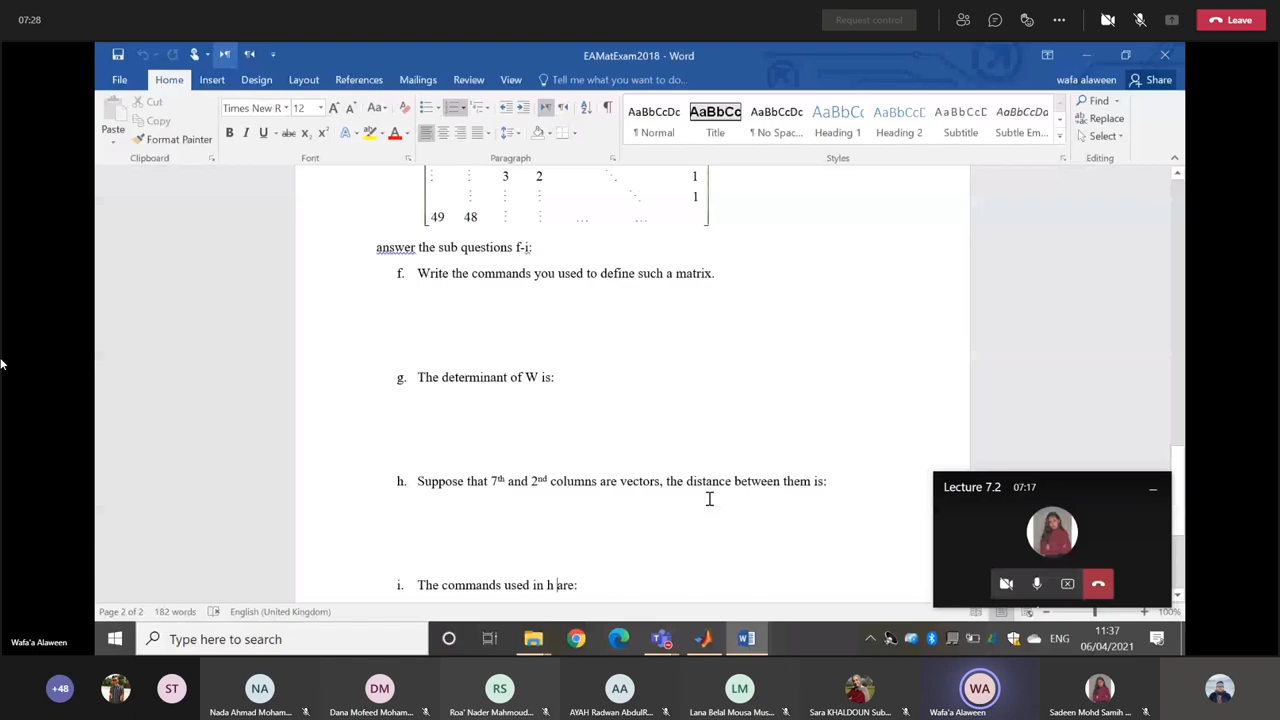 07:28
Request control
Leave
EAMatExam2018 - Word
File Home Insert Design Layout References Mailings Review View Tell me what you want to do... wafa alaween Share
Paste
Cut
Copy
Format Painter
Clipboard
Times New R 12
Font
Paragraph
AaBbCcDc AaBbCc AaBbCcDc AaBbCc AaBbCcD AaBbCcD AaBbCcDc
¶ Normal Title ¶ No Spac... Heading 1 Heading 2 Subtitle Subtle Em...
Styles
Find
Replace
Select
Editing
⋮ ⋮ 3 2 ⋱ 1
⋮ ⋮ ⋮ ⋱ 1
49 48 ⋮ ⋮ ... ...
answer the sub questions f-i:
f. Write the commands you used to define such a matrix.
g. The determinant of W is:
h. Suppose that 7th and 2nd columns are vectors, the distance between them is:
i. The commands used in h are:
Lecture 7.2 07:17
Page 2 of 2 182 words English (United Kingdom) 100%
Wafa'a Alaween
Type here to search
ENG
11:37
06/04/2021
+48
ST
NA
DM
RS
AA
LM
WA
Nada Ahmad Moham...
Dana Mofeed Moham...
Roa' Nader Mahmoud...
AYAH Radwan AbdulR...
Lana Belal Mousa Mus...
Sara KHALDOUN Sub...
Wafa'a Alaween
Sadeen Mohd Samih ...